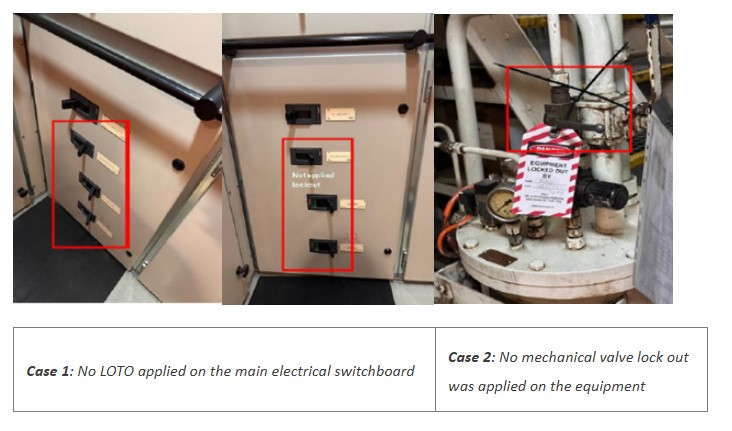 Not applied
lockout
DANGER
EQUIPMENT
LOCKED OUT
BY
Case 1: No LOTO applied on the main electrical switchboard
Case 2: No mechanical valve lock out
was applied on the equipment